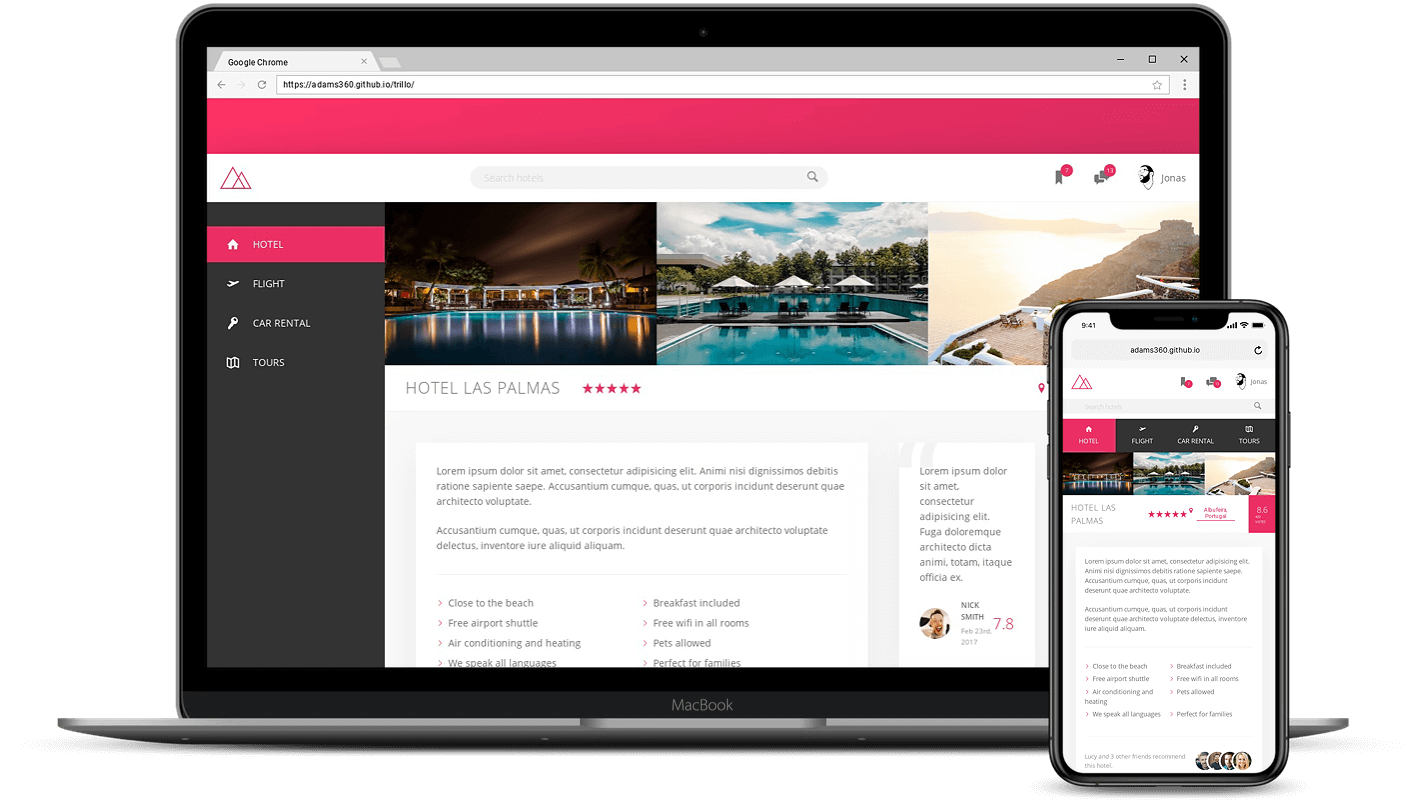 Google Chrome
https://adams360.github.io/trillo/
Search hotels
7
13
Jonas
HOTEL
FLIGHT
CAR RENTAL
TOURS
HOTEL LAS PALMAS
Lorem ipsum dolor sit amet, consectetur adipisicing elit. Animi nisi dignissimos debitis
ratione sapiente saepe. Accusantium cumque, quas, ut corporis incidunt deserunt quae
architecto voluptate.
Accusantium cumque, quas, ut corporis incidunt deserunt quae architecto voluptate
delectus, inventore iure aliquid aliquam.
Close to the beach
Breakfast included
Free airport shuttle
Free wifi in all rooms
Air conditioning and heating
Pets allowed
We speak all languages
Perfect for families
Lorem ipsum dolor
sit amet,
consectetur
adipisicing elit.
Fuga doloremque
architecto dicta
animi, totam, itaque
officia ex.
NICK
SMITH
Feb 23rd,
2017
7.8
MacBook
9:41
adams360.github.io
Jonas
Search hotels
HOTEL
FLIGHT
CAR RENTAL
TOURS
HOTEL LAS
PALMAS
Albufeira,
Portugal
8.6
VOTES
Lorem ipsum dolor sit amet, consectetur adipisicing elit.
Animi nisi dignissimos debitis ratione sapiente saepe.
Accusantium cumque, quas, ut corporis incidunt
deserunt quae architecto voluptate.
Accusantium cumque, quas, ut corporis incidunt
deserunt quae architecto voluptate delectus, inventore
iure aliquid aliquam.
Close to the beach
Breakfast included
Free airport shuttle
Free wifi in all rooms
Air conditioning and
heating
Pets allowed
We speak all languages
Perfect for families
Lucy and 3 other friends recommend
this hotel.